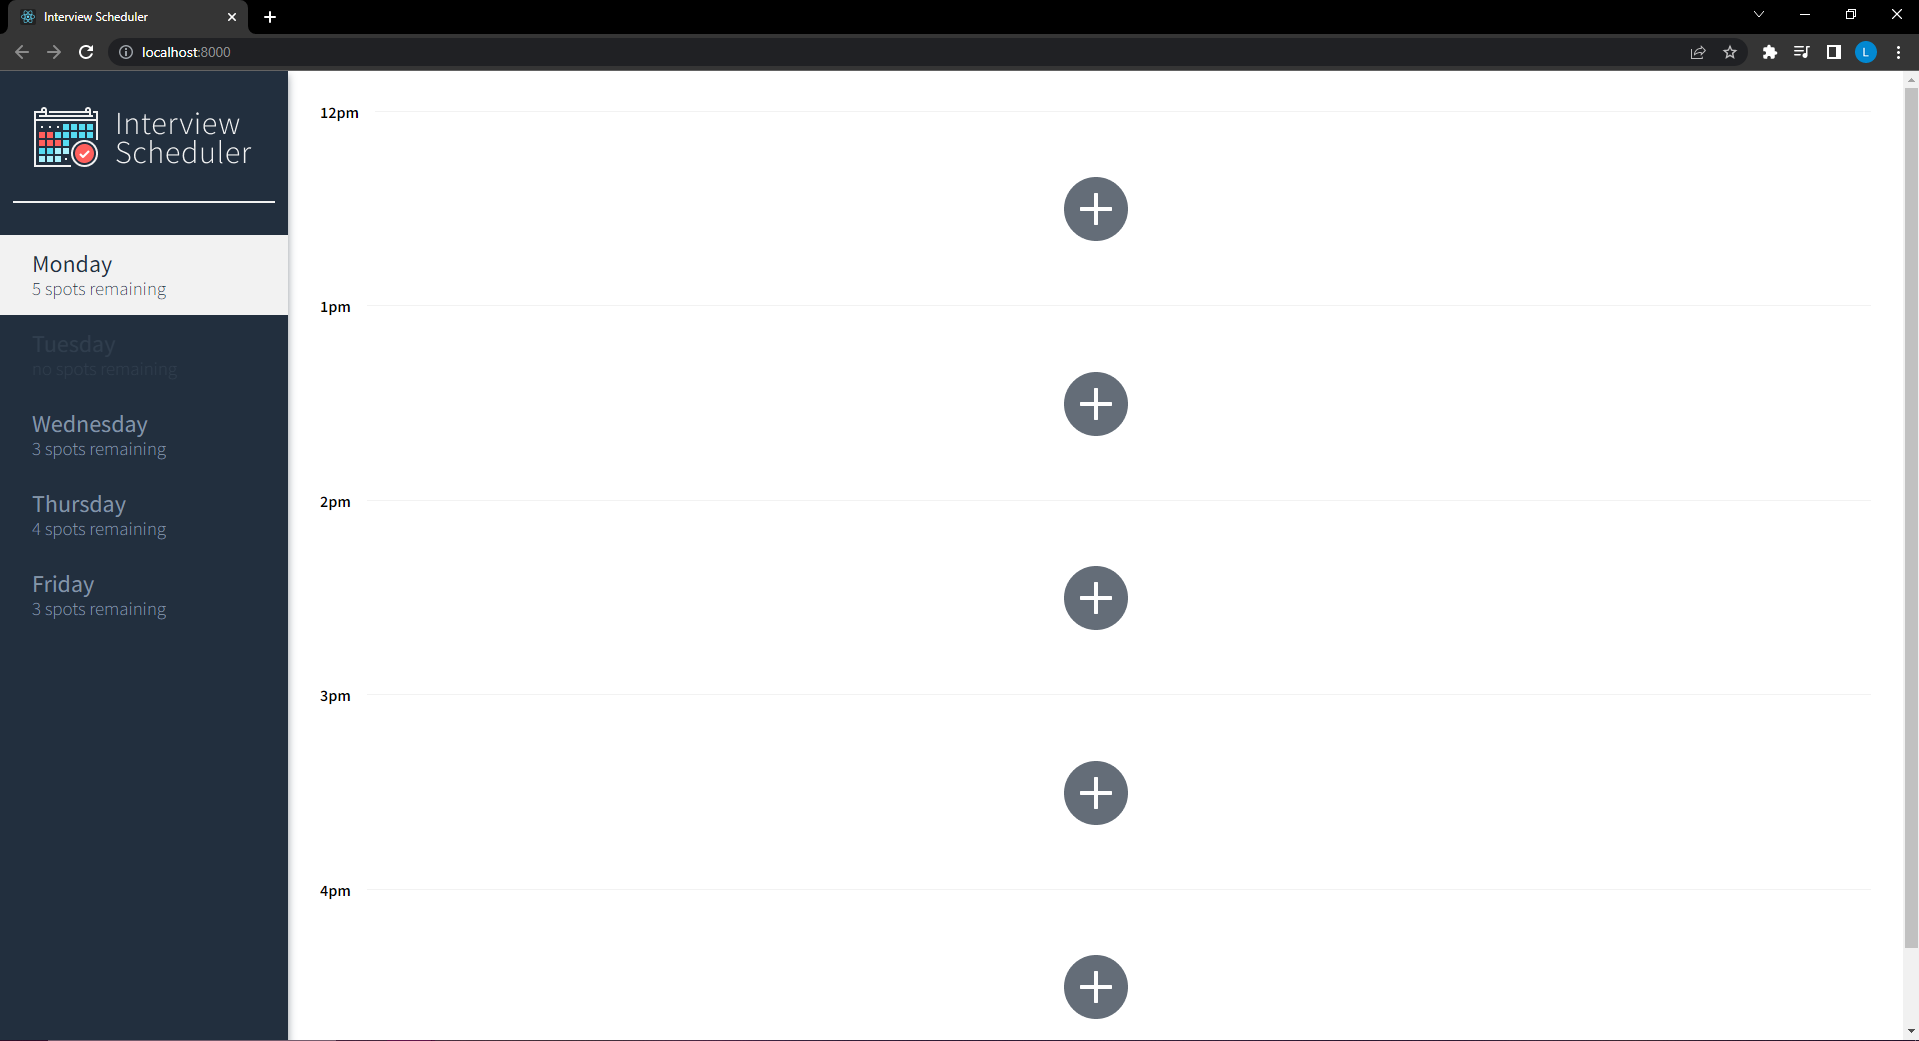 Interview Scheduler
localhost:8000
L
Interview
Scheduler
Monday
5 spots remaining
Tuesday
no spots remaining
Wednesday
3 spots remaining
Thursday
4 spots remaining
Friday
3 spots remaining
12pm
1pm
2pm
3pm
4pm